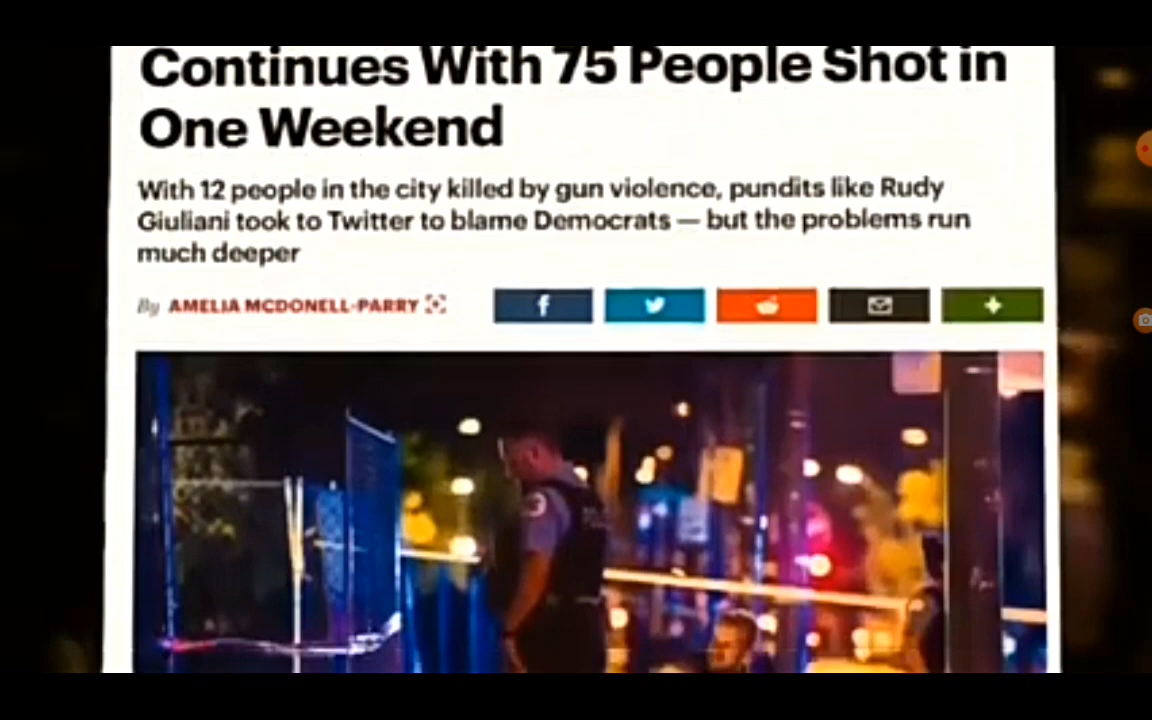 Continues With 75 People Shot in
One Weekend
With 12 people in the city killed by gun violence, pundits like Rudy
Giuliani took to Twitter to blame Democrats — but the problems run
much deeper
By AMELIA MCDONELL-PARRY